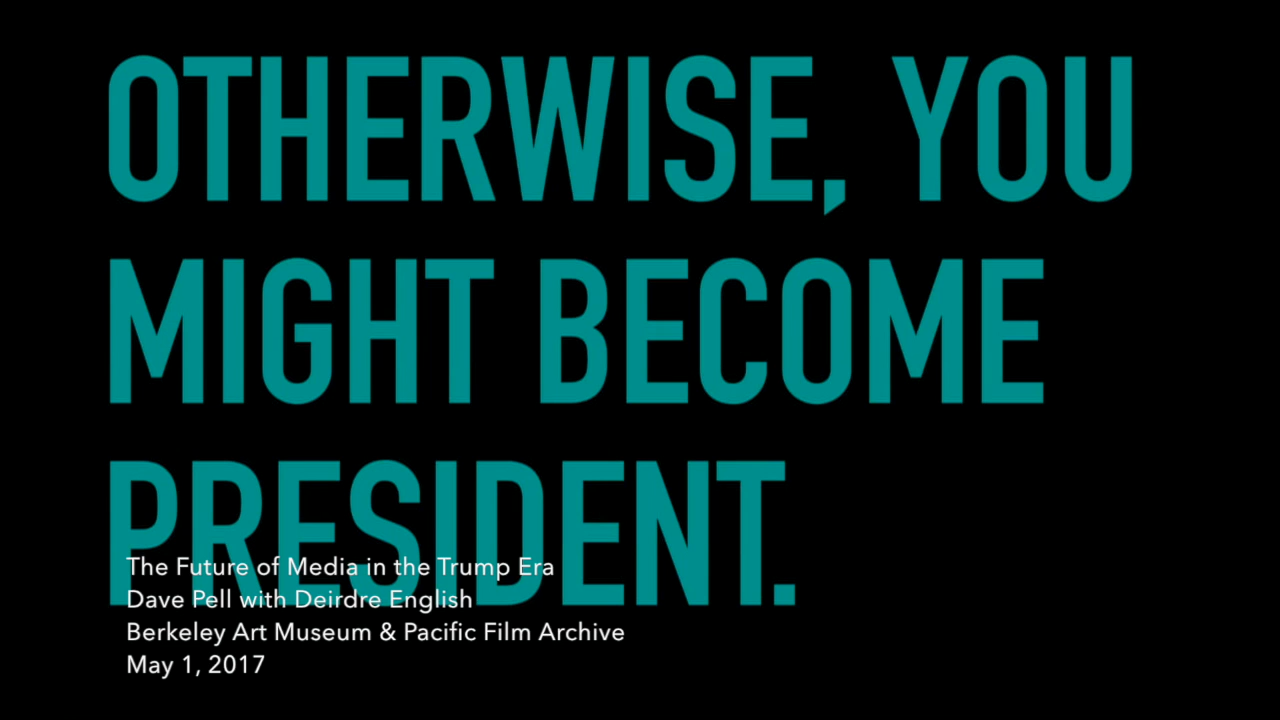 OTHERWISE, YOU
MIGHT BECOME
PRESIDENT.
The Future of Media in the Trump Era
Dave Pell with Deirdre English
Berkeley Art Museum & Pacific Film Archive
May 1, 2017